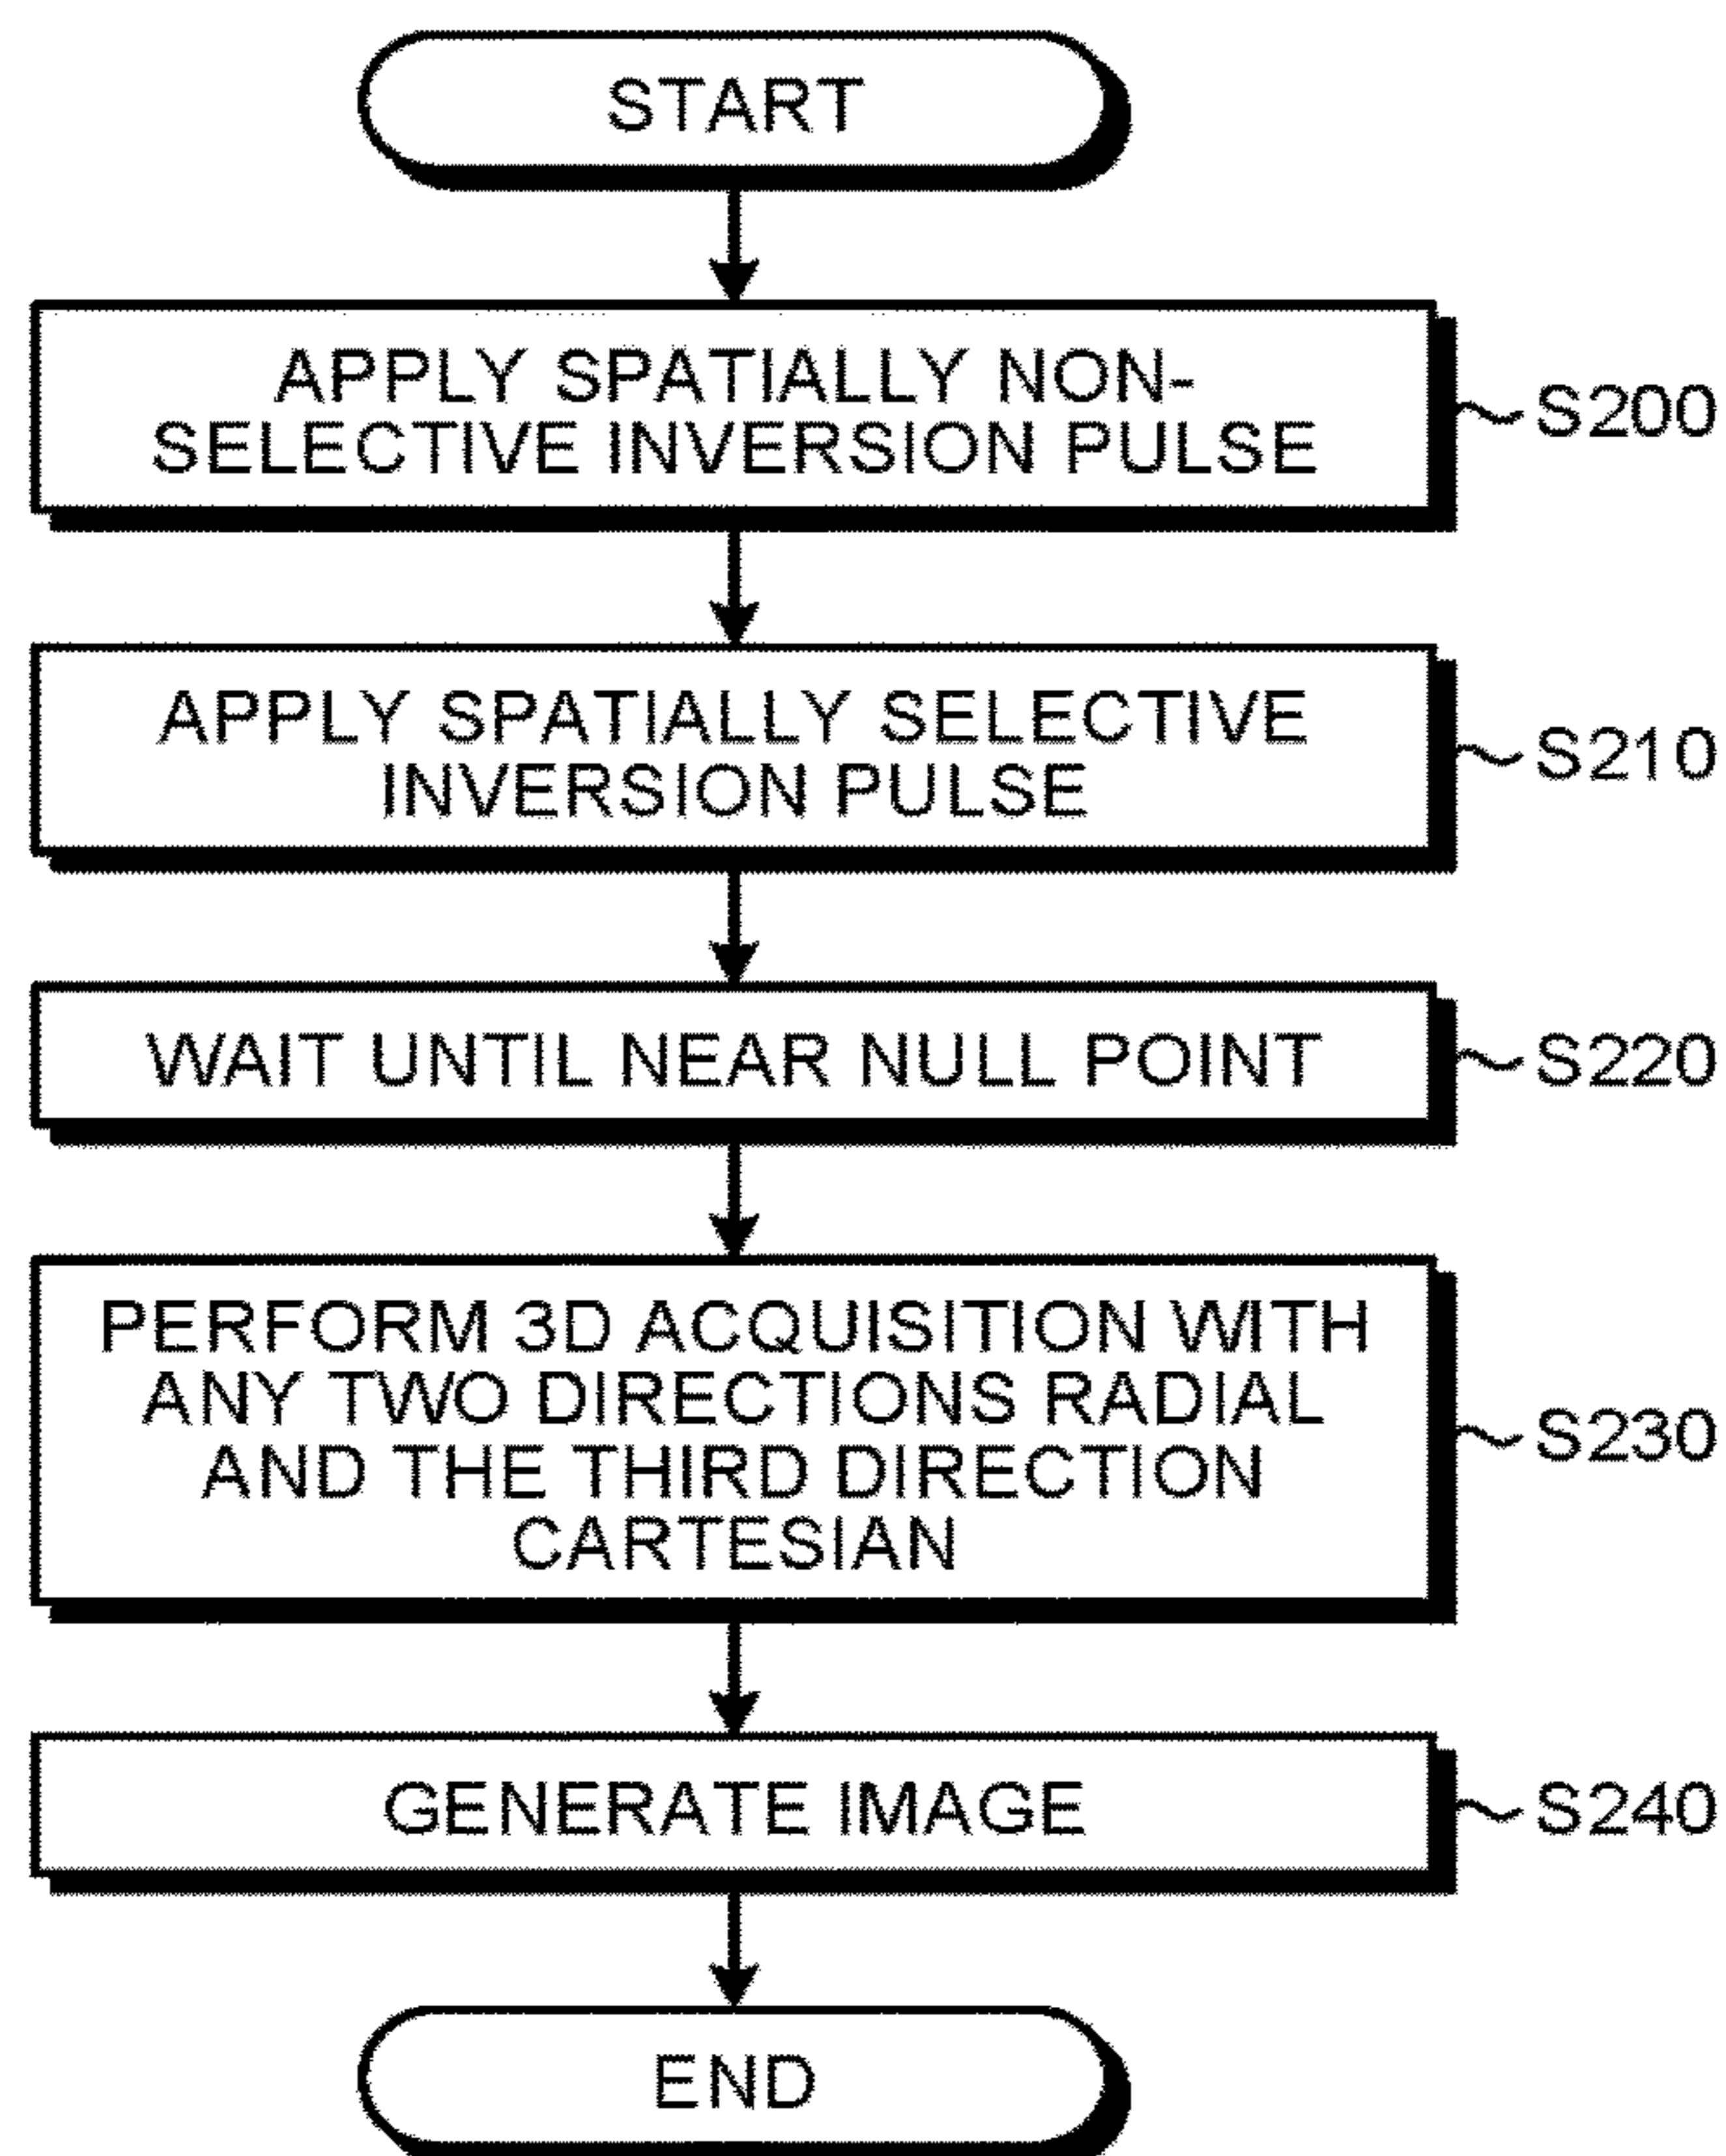 START
APPLY SPATIALLY NON-
SELECTIVE INVERSION PULSE
S200
APPLY SPATIALLY SELECTIVE
INVERSION PULSE
S210
WAIT UNTIL NEAR NULL POINT
S220
PERFORM 3D ACQUISITION WITH
ANY TWO DIRECTIONS RADIAL
AND THE THIRD DIRECTION
CARTESIAN
S230
GENERATE IMAGE
S240
END